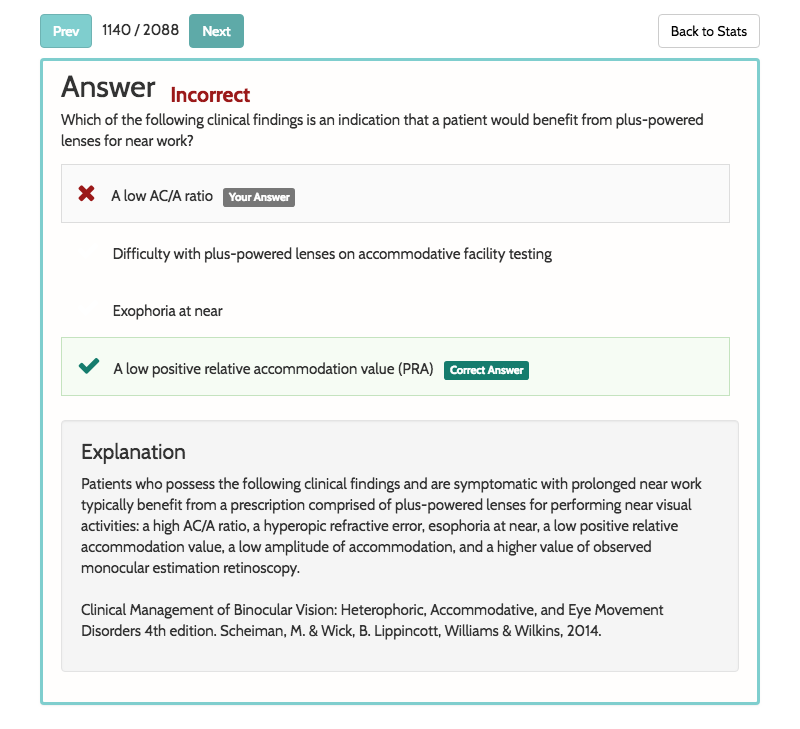 Prev 1140 / 2088 Next Back to Stats
Answer Incorrect
Which of the following clinical findings is an indication that a patient would benefit from plus-powered
lenses for near work?
A low AC/A ratio Your Answer
Difficulty with plus-powered lenses on accommodative facility testing
Exophoria at near
A low positive relative accommodation value (PRA) Correct Answer
Explanation
Patients who possess the following clinical findings and are symptomatic with prolonged near work
typically benefit from a prescription comprised of plus-powered lenses for performing near visual
activities: a high AC/A ratio, a hyperopic refractive error, esophoria at near, a low positive relative
accommodation value, a low amplitude of accommodation, and a higher value of observed
monocular estimation retinoscopy.
Clinical Management of Binocular Vision: Heterophoric, Accommodative, and Eye Movement
Disorders 4th edition. Scheiman, M. & Wick, B. Lippincott, Williams & Wilkins, 2014.